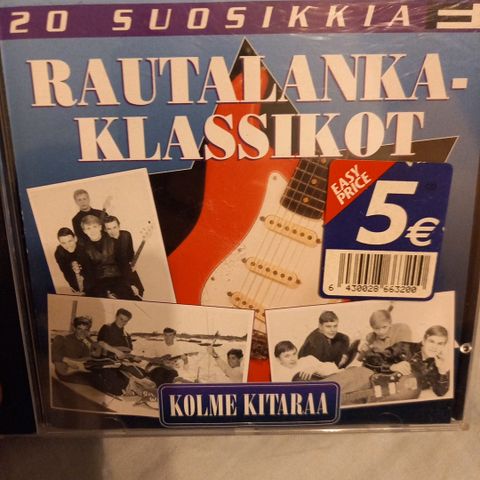 20 SUOSIKKIA
RAUTALANKA-
KLASSIKOT
EASY
PRICE
5€
6 430028 663200
KOLME KITARAA